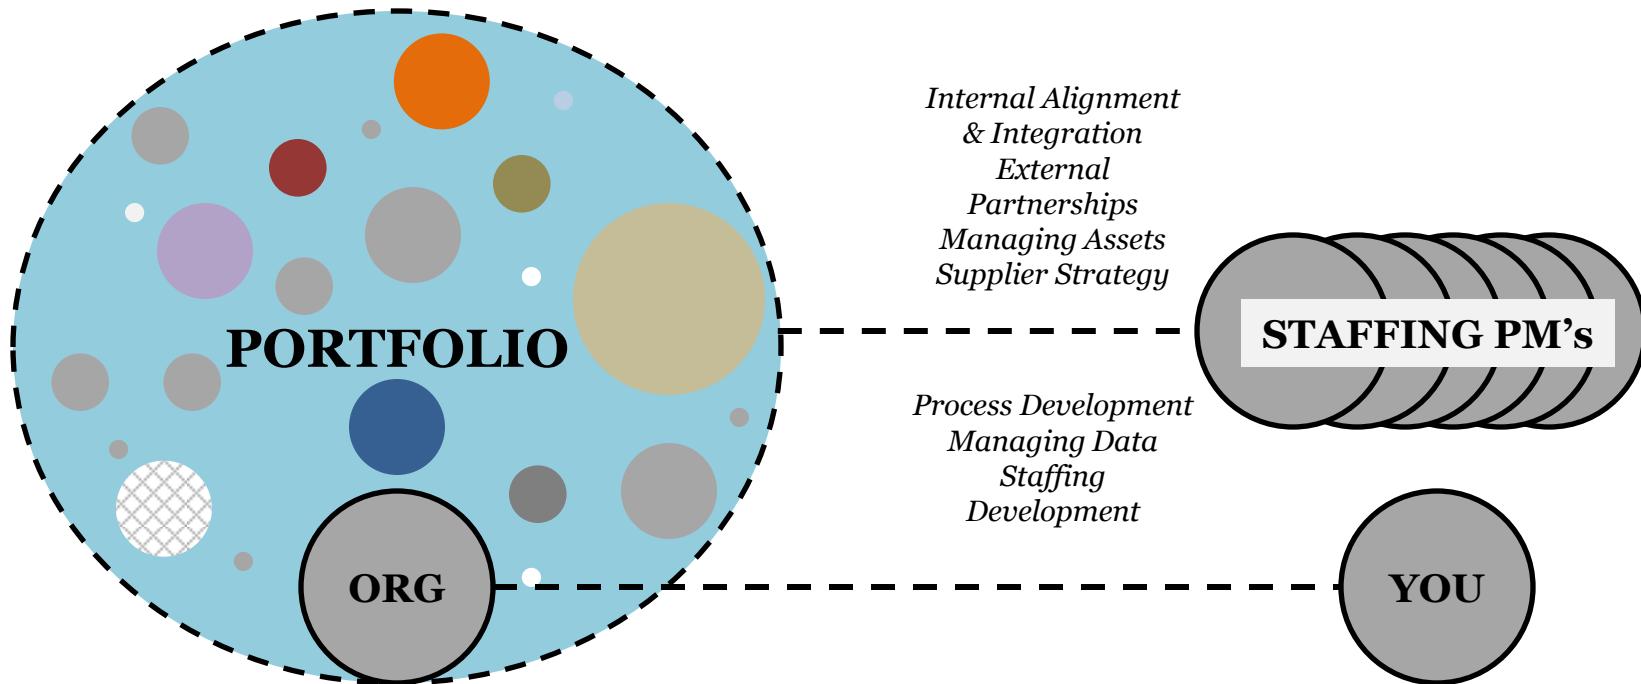 PORTFOLIO
ORG
Internal Alignment
& Integration
External
Partnerships
Managing Assets
Supplier Strategy
Process Development
Managing Data
Staffing
Development
STAFFING PM’s
YOU